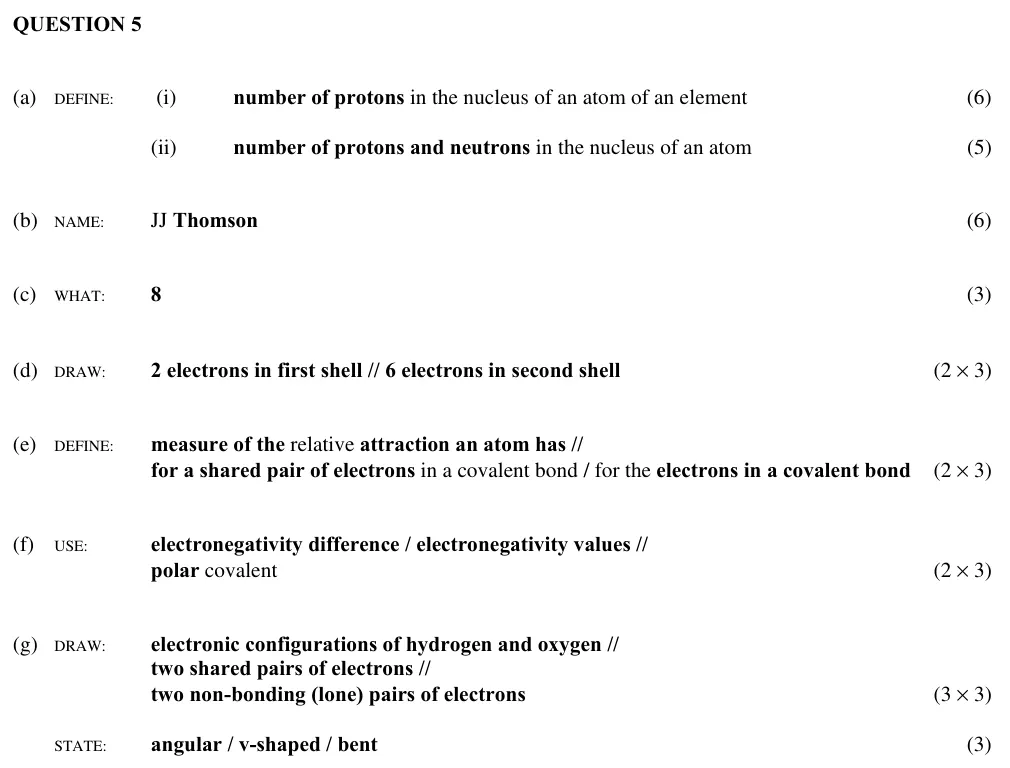 QUESTION 5
(a) DEFINE: (i) number of protons in the nucleus of an atom of an element (6)
(ii) number of protons and neutrons in the nucleus of an atom (5)
(b) NAME: JJ Thomson (6)
(c) WHAT: 8 (3)
(d) DRAW: 2 electrons in first shell // 6 electrons in second shell (2 × 3)
(e) DEFINE: measure of the relative attraction an atom has //
for a shared pair of electrons in a covalent bond / for the electrons in a covalent bond (2 × 3)
(f) USE: electronegativity difference / electronegativity values //
polar covalent (2 × 3)
(g) DRAW: electronic configurations of hydrogen and oxygen //
two shared pairs of electrons //
two non-bonding (lone) pairs of electrons (3 × 3)
STATE: angular / v-shaped / bent (3)